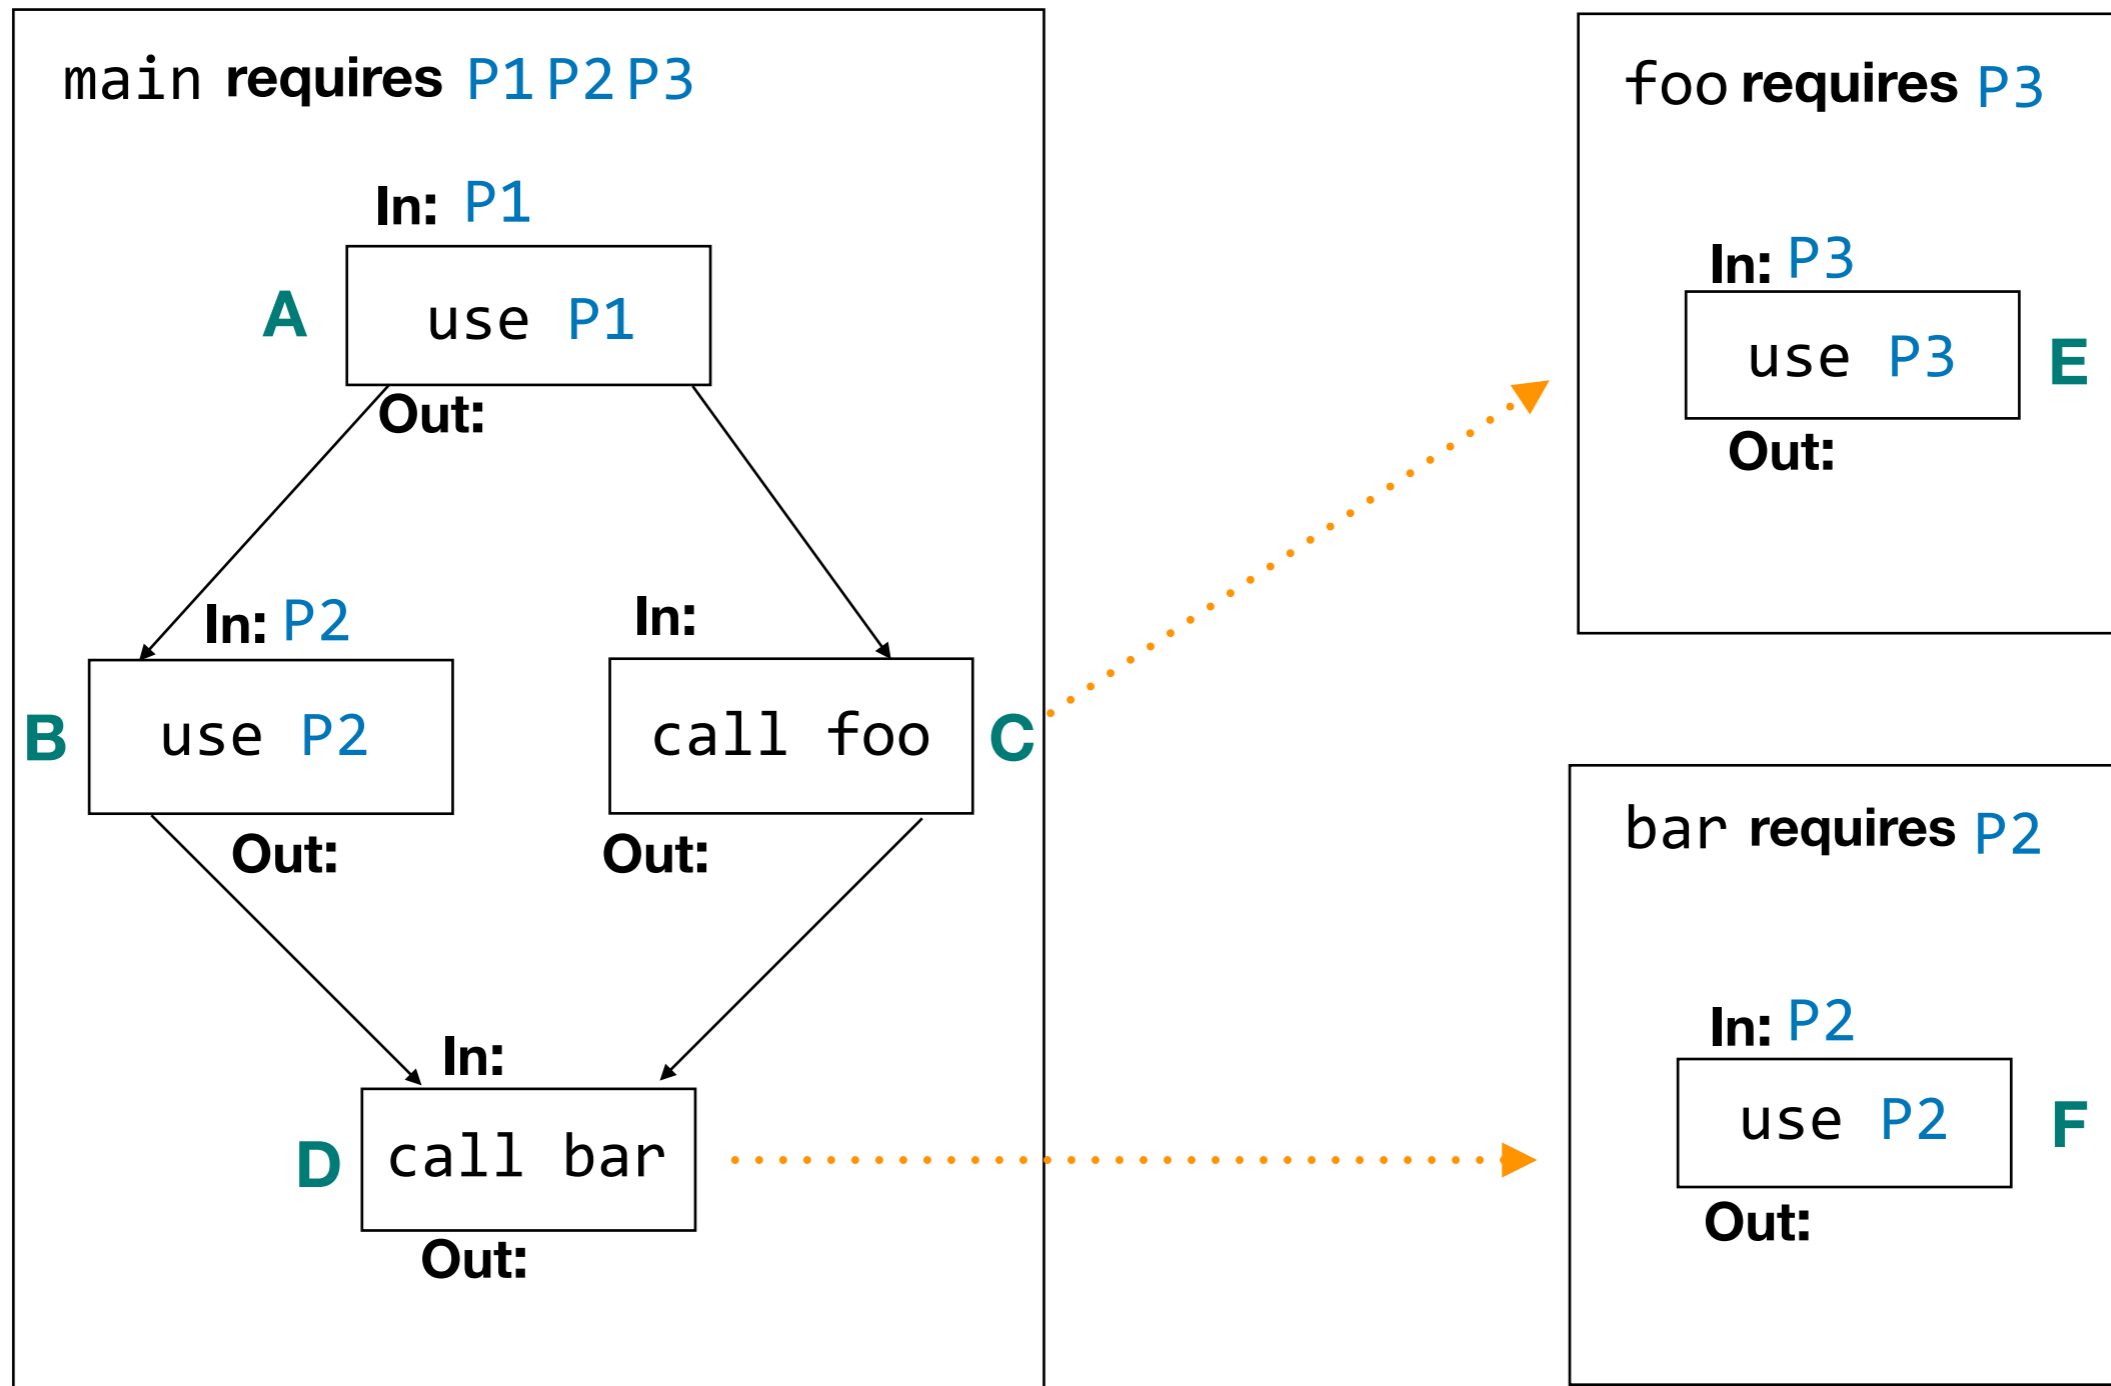 main requires P1 P2 P3
In: P1
A
use P1
Out:
In: P2
B
use P2
Out:
In:
call foo
C
Out:
In:
D
call bar
Out:
foo requires P3
In: P3
use P3
E
Out:
bar requires P2
In: P2
use P2
F
Out: